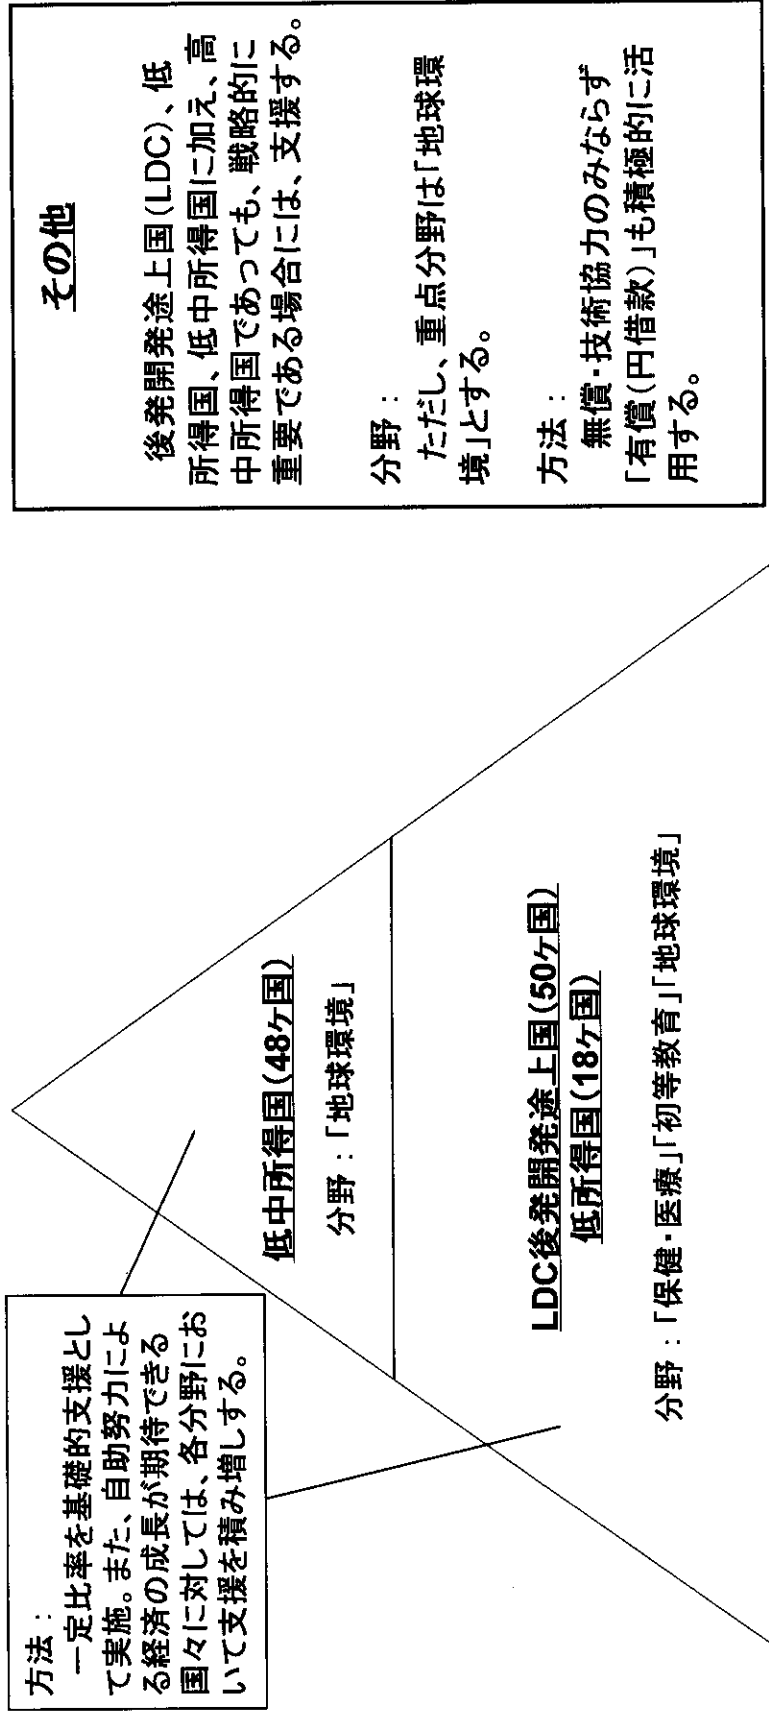 方法：
一定比率を基礎的支援とし
て実施。また、自助努力によ
る経済の成長が期待できる
国々に対しては、各分野にお
いて支援を積み増しする。
低中所得国(48ヶ国)
分野：「地球環境」
LDC後発開発途上国(50ヶ国)
低所得国(18ヶ国)
分野：「保健・医療」「初等教育」「地球環境」
その他
後発開発途上国(LDC)、低
所得国、低中所得国に加え、高
中所得国であっても、戦略的に
重要である場合には、支援する。
分野：
ただし、重点分野は「地球環
境」とする。
方法：
無償・技術協力のみならず
「有償(円借款)」も積極的に活
用する。